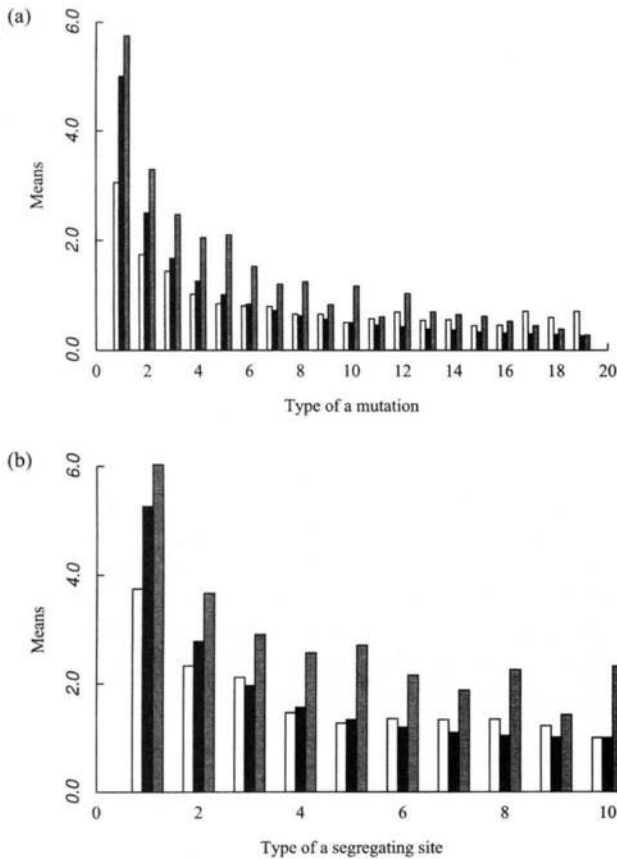 (a)
6.0
4.0
Means
2.0
0.0
0 2 4 6 8 10 12 14 16 18 20
Type of a mutation
(b)
6.0
4.0
Means
2.0
0.0
0 2 4 6 8 10
Type of a segregating site